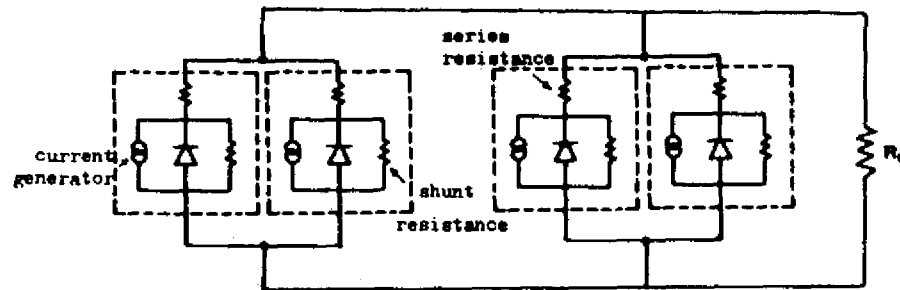 series
resistance
current
generator
shunt
resistance
R